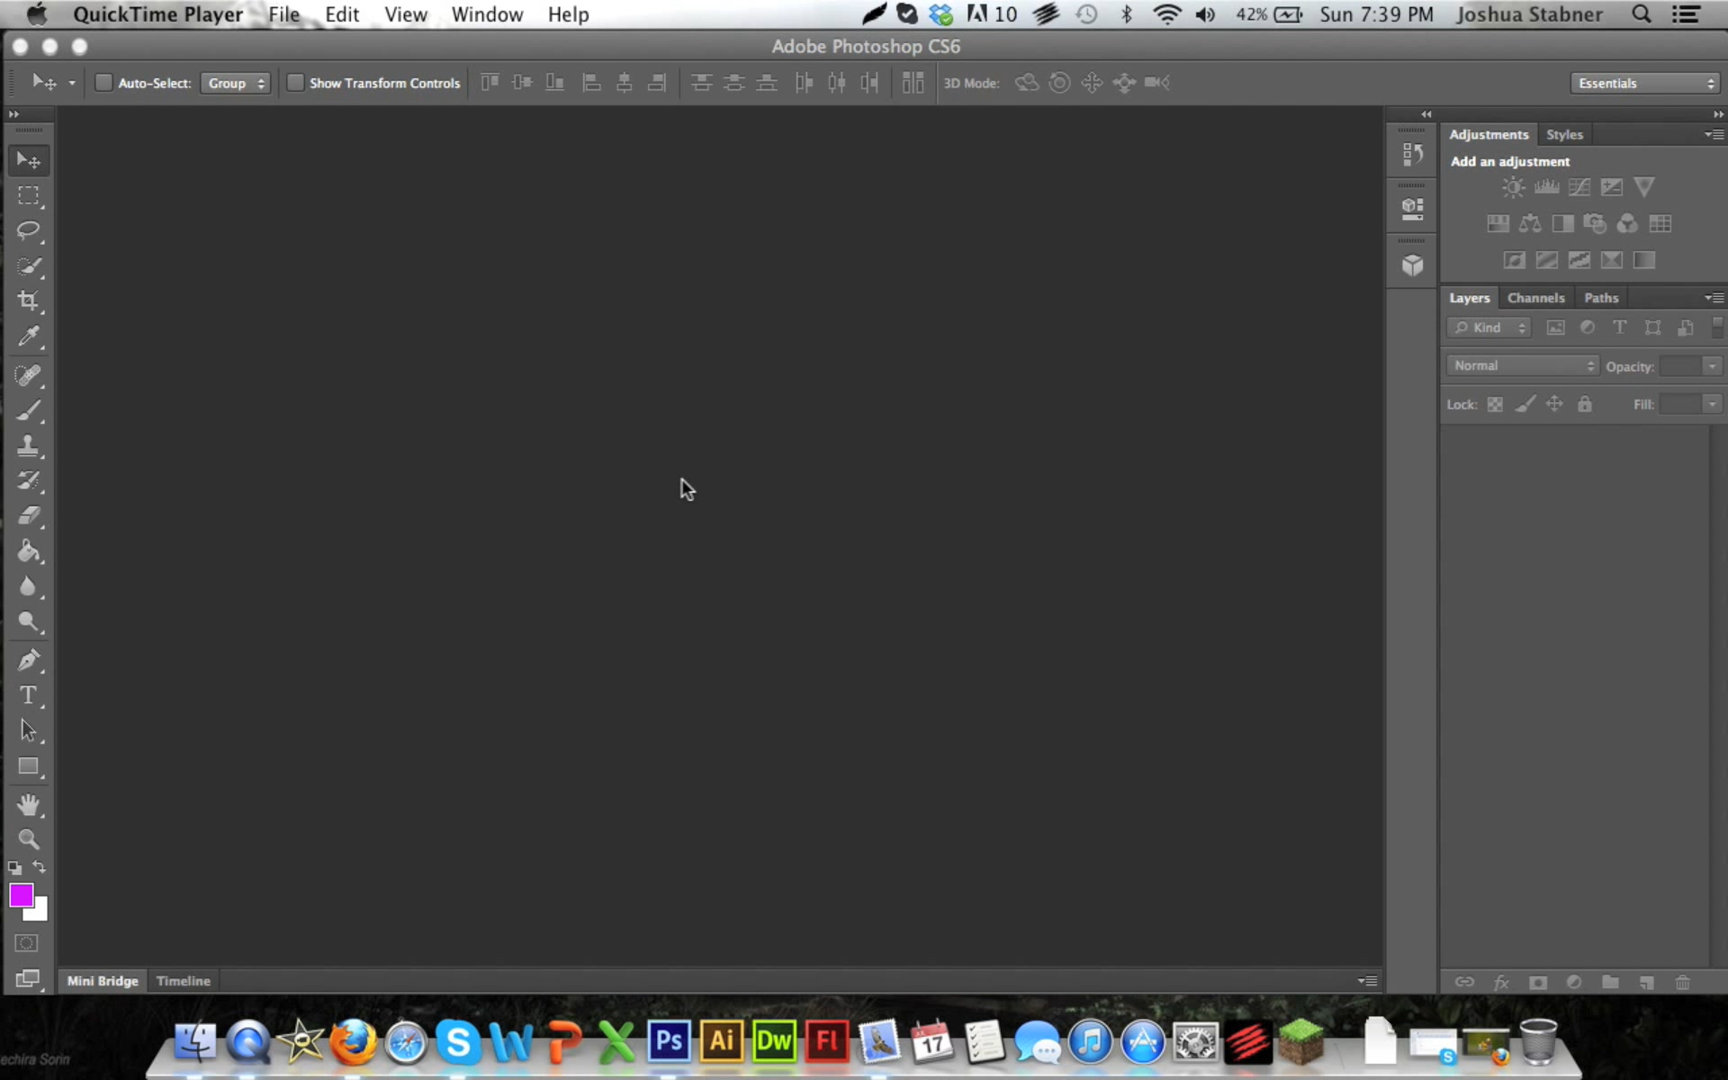 QuickTime Player File Edit View Window Help 10 42% Sun 7:39 PM Joshua Stabner
Adobe Photoshop CS6
Auto-Select: Group Show Transform Controls 3D Mode: Essentials
Adjustments Styles
Add an adjustment
Layers Channels Paths
Kind
Normal Opacity:
Lock: Fill:
Mini Bridge Timeline
Ps Ai Dw Fl 17
echira Sorin